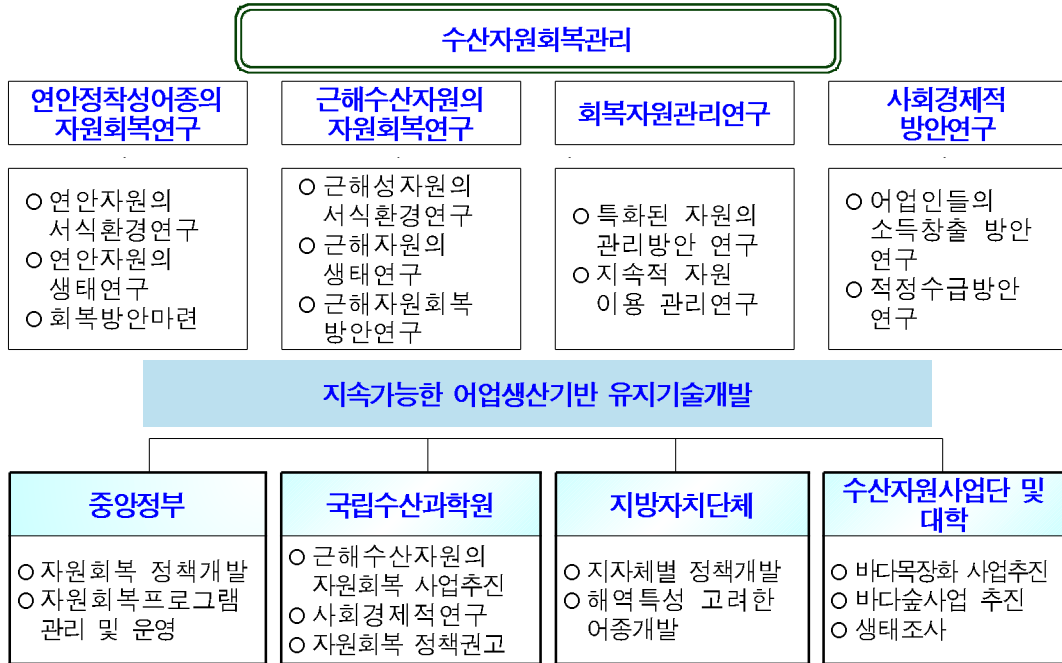 수산자원회복관리
연안정착성어종의
자원회복연구
근해수산자원의
자원회복연구
회복자원관리연구
사회경제적
방안연구
○ 연안자원의
서식환경연구
○ 연안자원의
생태연구
○ 회복방안마련
○ 근해성자원의
서식환경연구
○ 근해자원의
생태연구
○ 근해자원회복
방안연구
○ 특화된 자원의
관리방안 연구
○ 지속적 자원
이용 관리연구
○ 어업인들의
소득창출 방안
연구
○ 적정수급방안
연구
지속가능한 어업생산기반 유지기술개발
중앙정부
○ 자원회복 정책개발
○ 자원회복프로그램
관리 및 운영
국립수산과학원
○ 근해수산자원의
자원회복 사업추진
○ 사회경제적연구
○ 자원회복 정책권고
지방자치단체
○ 지자체별 정책개발
○ 해역특성 고려한
어종개발
수산자원사업단 및
대학
○ 바다목장화 사업추진
○ 바다숲사업 추진
○ 생태조사